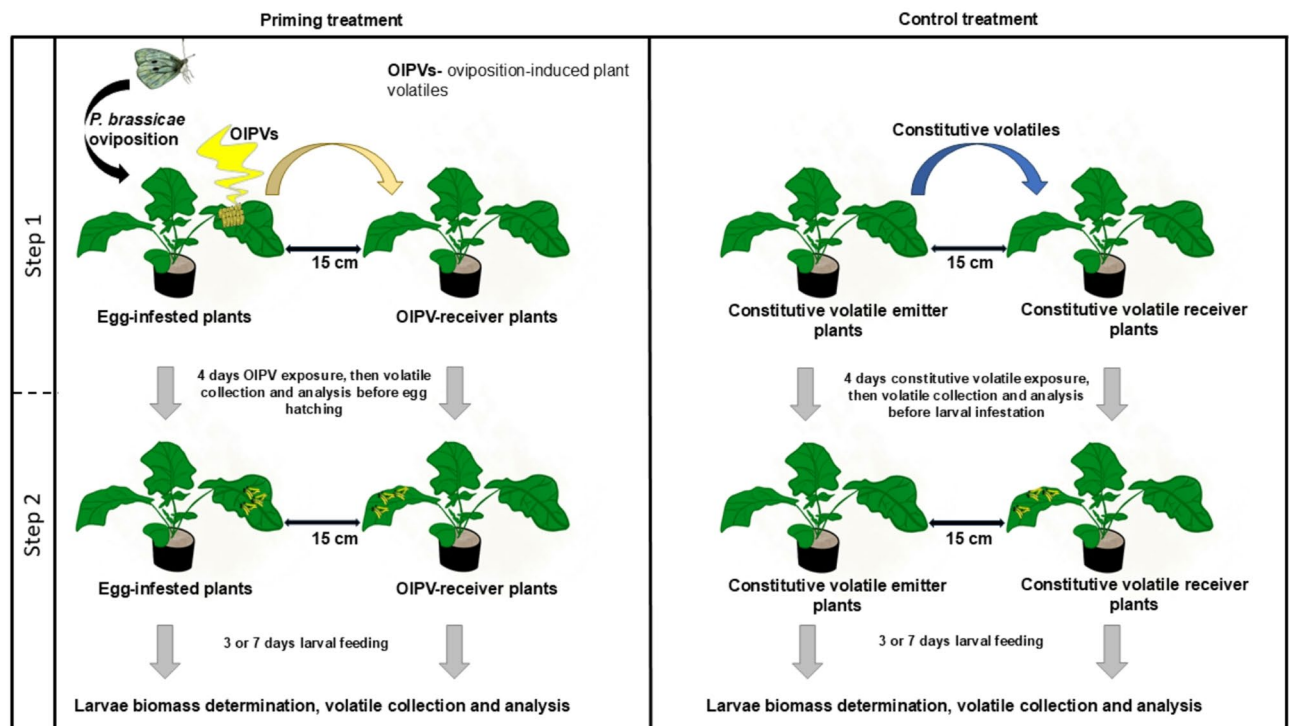 Priming treatment
Control treatment
Step 1
P. brassicae
oviposition
OIPVs
OIPVs- oviposition-induced plant
volatiles
15 cm
Egg-infested plants
OIPV-receiver plants
Constitutive volatiles
15 cm
Constitutive volatile emitter
plants
Constitutive volatile receiver
plants
4 days OIPV exposure, then volatile
collection and analysis before egg
hatching
4 days constitutive volatile exposure,
then volatile collection and analysis
before larval infestation
Step 2
15 cm
Egg-infested plants
OIPV-receiver plants
15 cm
Constitutive volatile emitter
plants
Constitutive volatile receiver
plants
3 or 7 days larval feeding
3 or 7 days larval feeding
Larvae biomass determination, volatile collection and analysis
Larvae biomass determination, volatile collection and analysis